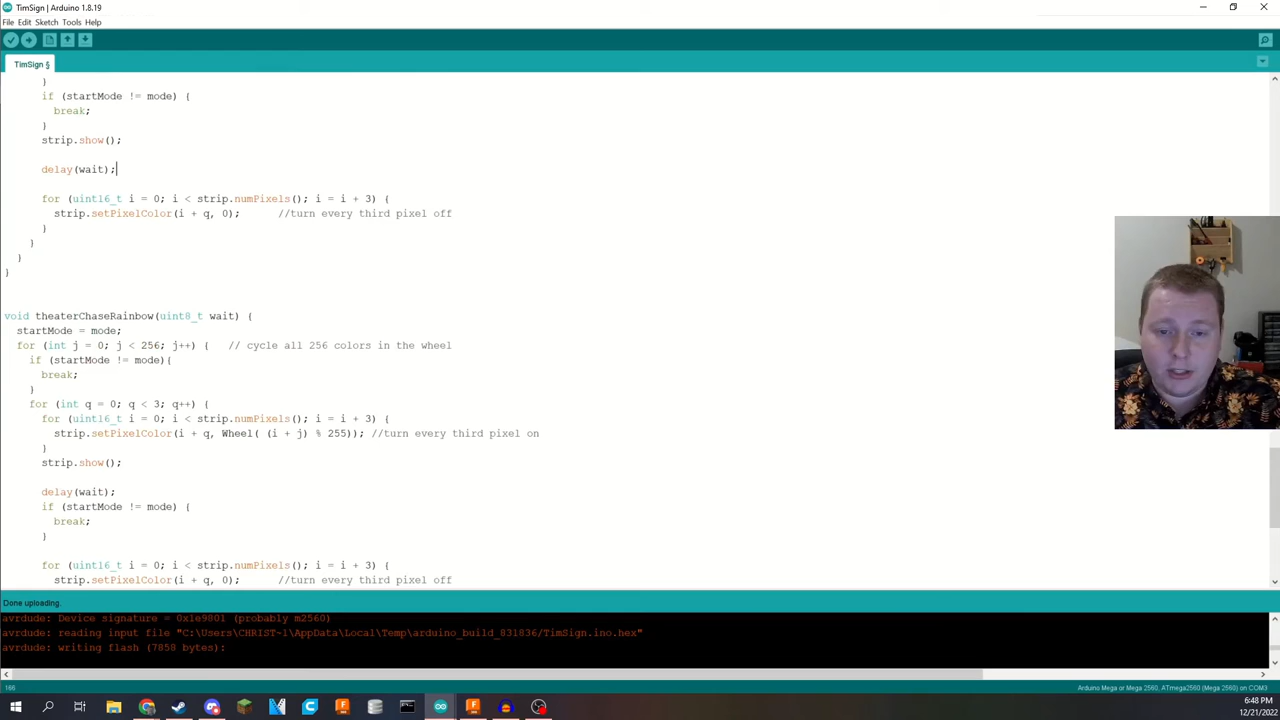 TimSign | Arduino 1.8.19
File Edit Sketch Tools Help
TimSign §
}
if (startMode != mode) {
break;
}
strip.show();
delay(wait);
for (uint16_t i = 0; i < strip.numPixels(); i = i + 3) {
strip.setPixelColor(i + q, 0); //turn every third pixel off
}
}
}
}
void theaterChaseRainbow(uint8_t wait) {
startMode = mode;
for (int j = 0; j < 256; j++) { // cycle all 256 colors in the wheel
if (startMode != mode){
break;
}
for (int q = 0; q < 3; q++) {
for (uint16_t i = 0; i < strip.numPixels(); i = i + 3) {
strip.setPixelColor(i + q, Wheel( (i + j) % 255)); //turn every third pixel on
}
strip.show();
delay(wait);
if (startMode != mode) {
break;
}
for (uint16_t i = 0; i < strip.numPixels(); i = i + 3) {
strip.setPixelColor(i + q, 0); //turn every third pixel off
Done uploading.
avrdude: Device signature = 0x1e9801 (probably m2560)
avrdude: reading input file "C:\Users\CHRIST~1\AppData\Local\Temp\arduino_build_831836/TimSign.ino.hex"
avrdude: writing flash (7858 bytes):
166 Arduino Mega or Mega 2560, ATmega2560 (Mega 2560) on COM3
6:48 PM
12/21/2022